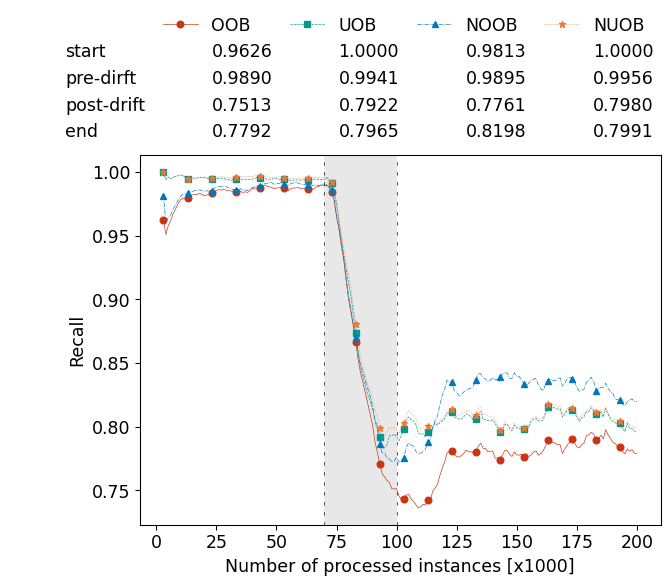 OOB UOB NOOB NUOB
start 0.9626 1.0000 0.9813 1.0000
pre-dirft 0.9890 0.9941 0.9895 0.9956
post-drift 0.7513 0.7922 0.7761 0.7980
end 0.7792 0.7965 0.8198 0.7991
1.00
0.95
0.90
0.85
0.80
0.75
Recall
0 25 50 75 100 125 150 175 200
Number of processed instances [x1000]